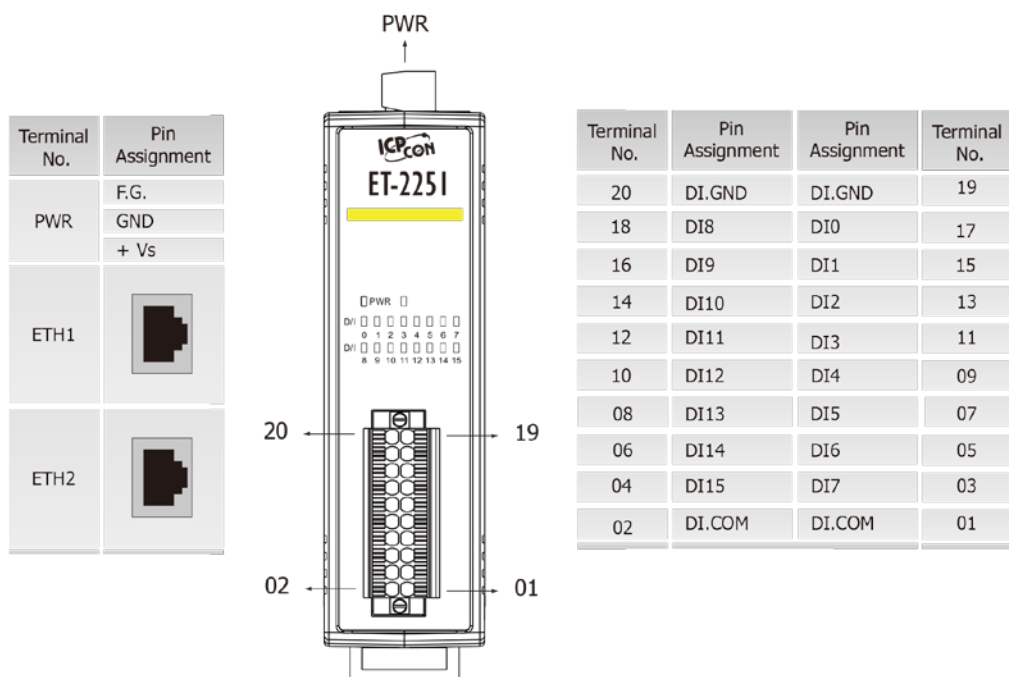 PWR
Terminal No. Pin Assignment
PWR F.G.
GND
+ Vs
ETH1
ETH2
ICP CON
ET-2251
PWR
D/I
0 1 2 3 4 5 6 7
D/I
8 9 10 11 12 13 14 15
20 19
02 01
Terminal No. Pin Assignment Pin Assignment Terminal No.
20 DI.GND DI.GND 19
18 DI8 DI0 17
16 DI9 DI1 15
14 DI10 DI2 13
12 DI11 DI3 11
10 DI12 DI4 09
08 DI13 DI5 07
06 DI14 DI6 05
04 DI15 DI7 03
02 DI.COM DI.COM 01